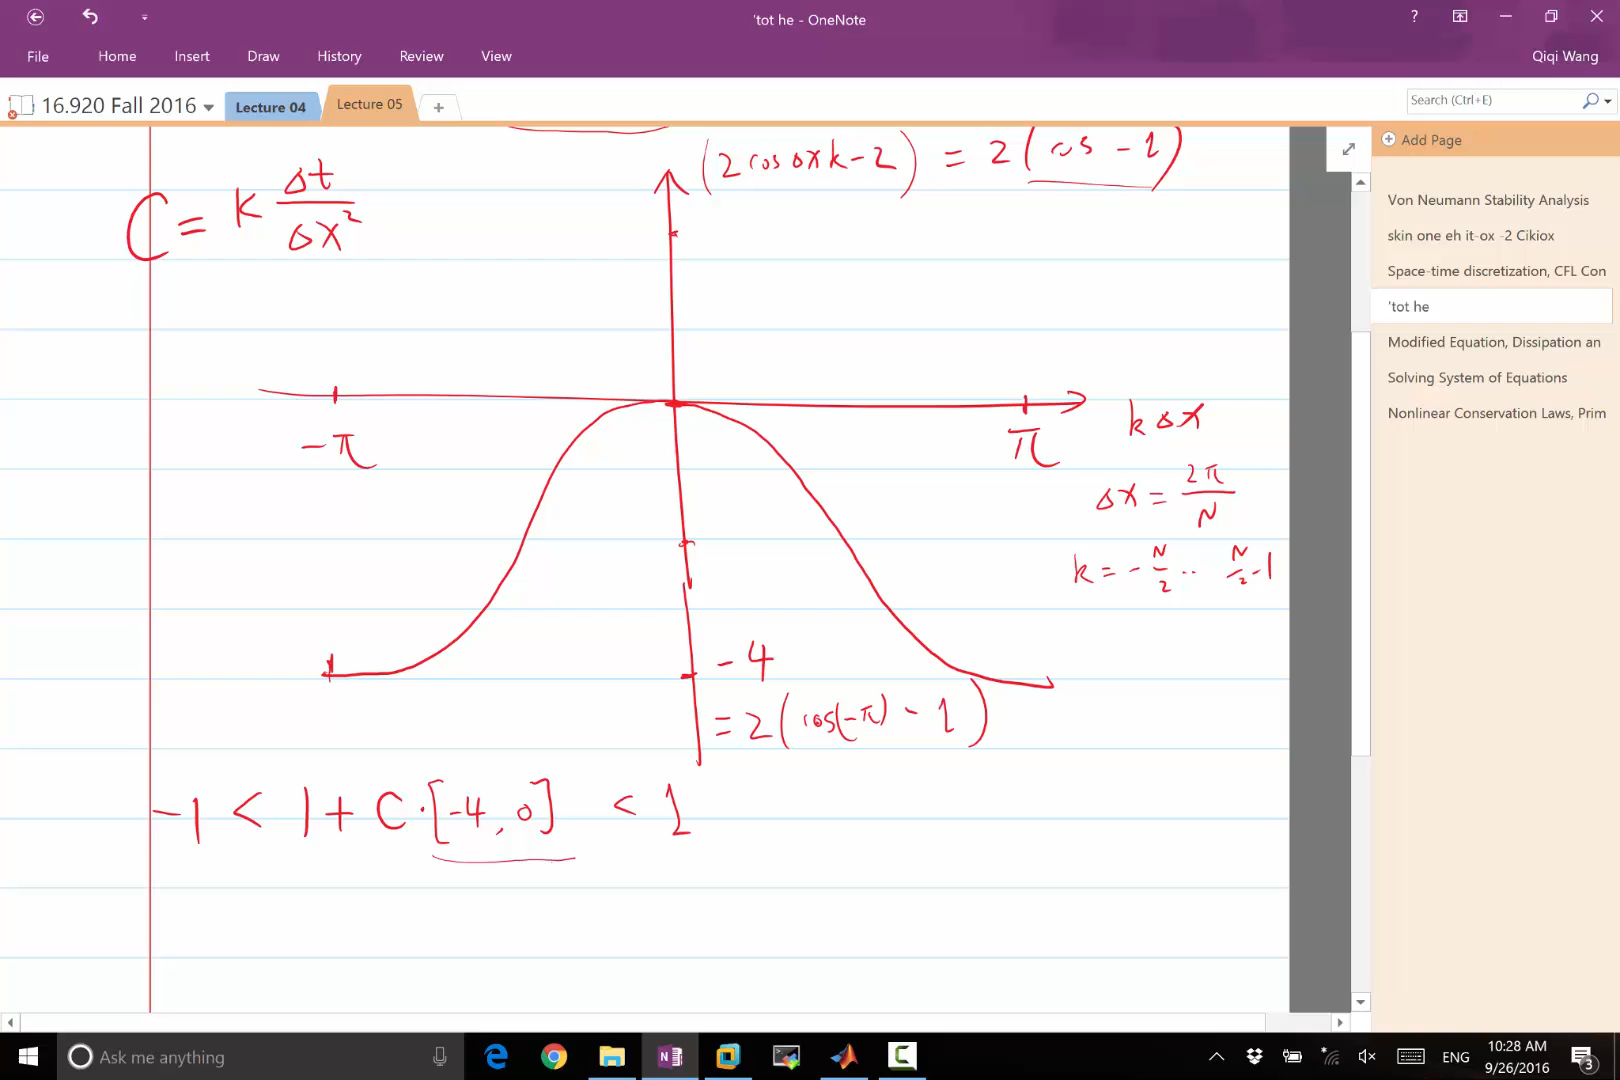 'tot he - OneNote
?
File Home Insert Draw History View
Qiqi Wang
16.920 Fall 2016 Lecture 04 Lecture 05 +
Search (Ctrl+E)
Add Page
Von Neumann Stability Analysis
skin one eh it-ox -2 Cikiox
Space-time discretization, CFL Con
'tot he
Modified Equation, Dissipation an
Solving System of Equations
Nonlinear Conservation Laws, Prim
(2 cos Δx k - 2) = 2 (cos - 1)
C = k Δt / Δx²
-π
π
k Δx
Δx = 2π / N
k = - N/2 .. N/2 - 1
-4
= 2 (cos(-π) - 1)
-1 < 1 + C · [-4, 0] < 1
Ask me anything
ENG
10:28 AM
9/26/2016
3